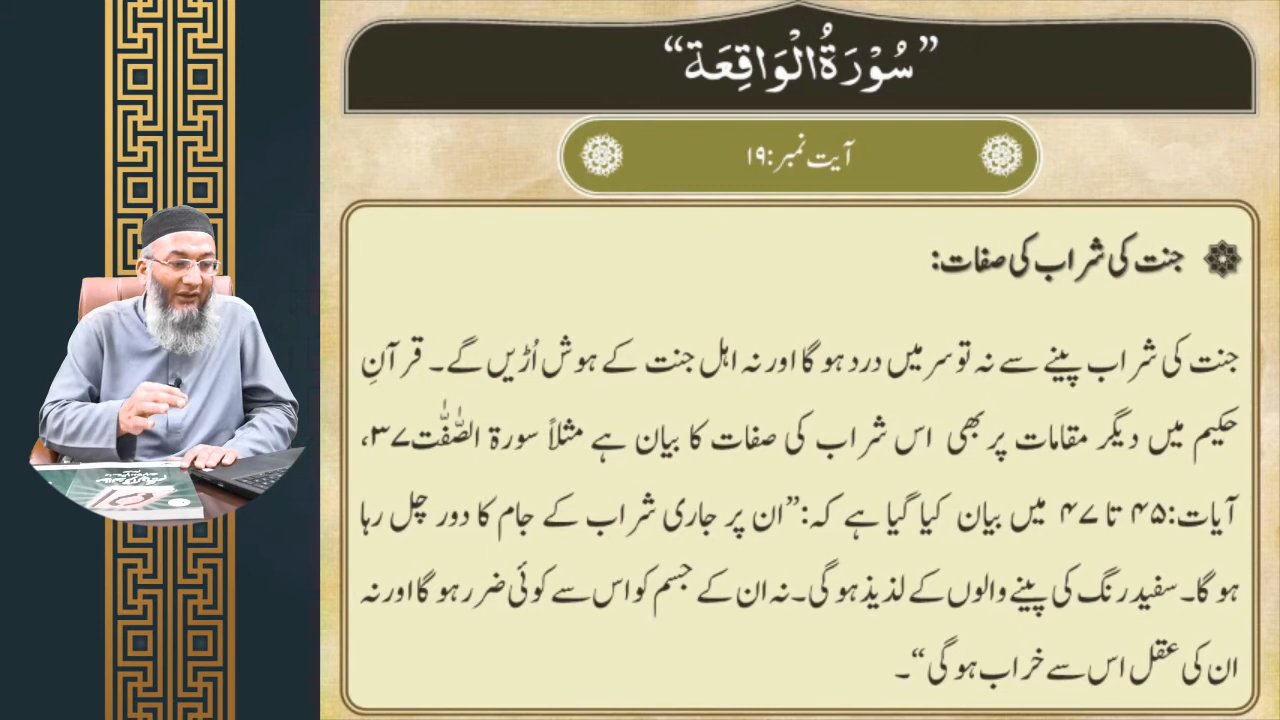 ”سُوْرَۃُالْوَاقِعَة“
آیت نمبر:۱۹
جنت کی شراب کی صفات:
جنت کی شراب پینے سے نہ تو سر میں درد ہو گا اور نہ اہل جنت کے ہوش اُڑیں گے۔ قرآنِ
حکیم میں دیگر مقامات پر بھی اس شراب کی صفات کا بیان ہے مثلاً سورۃ الصّٰفّٰت۳۷،
آیات:۴۵ تا ۴۷ میں بیان کیا گیا ہے کہ:”ان پر جاری شراب کے جام کا دور چل رہا
ہو گا۔ سفید رنگ کی پینے والوں کے لذیذ ہو گی۔ نہ ان کے جسم کو اس سے کوئی ضرر ہو گا اور نہ
ان کی عقل اس سے خراب ہو گی“۔